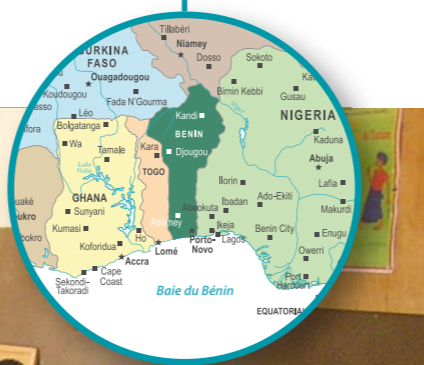 Tillabéri
Niamey
BURKINA
FASO
Dosso
Sokoto
Ouagadougou
Birnin Kebbi
Koudougou
Gusau
Fada N'Gourma
Niger
NIGERIA
Léo
Kandi
Bolgatanga
BENIN
Wa
Kaduna
Tamale
Kara
Djougou
Abuja
Lake
Volta
TOGO
Ilorin
Lafia
GHANA
Ado-Ekiti
Makurdi
Sunyani
Abeokuta
Ibadan
Abomey
Kumasi
Ikeja
Benin City
Enugu
Koforidua
Ho
Porto-
Novo
Lagos
Accra
Lomé
Owerri
Cape
Coast
Sekondi-
Takoradi
Port
Harcourt
Baie du Bénin
EQUATORIAL